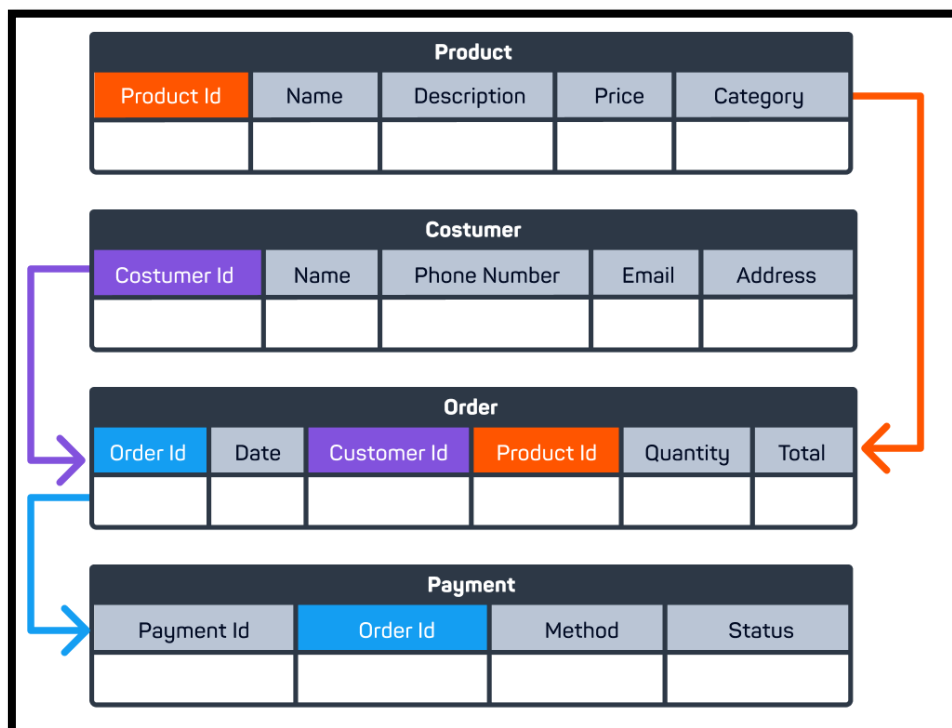 Product
Product Id Name Description Price Category
Costumer
Costumer Id Name Phone Number Email Address
Order
Order Id Date Customer Id Product Id Quantity Total
Payment
Payment Id Order Id Method Status